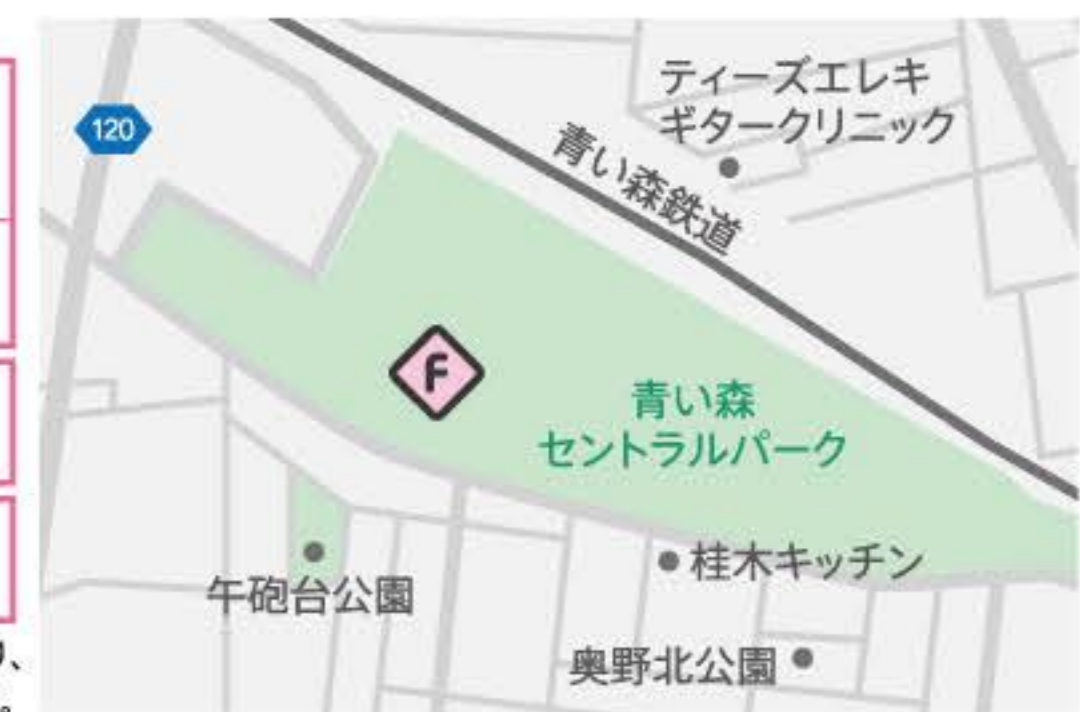 120
ティーズエレキ
ギタークリニック
青い森鉄道
F
青い森
セントラルパーク
桂木キッチン
午砲台公園
奥野北公園
り、